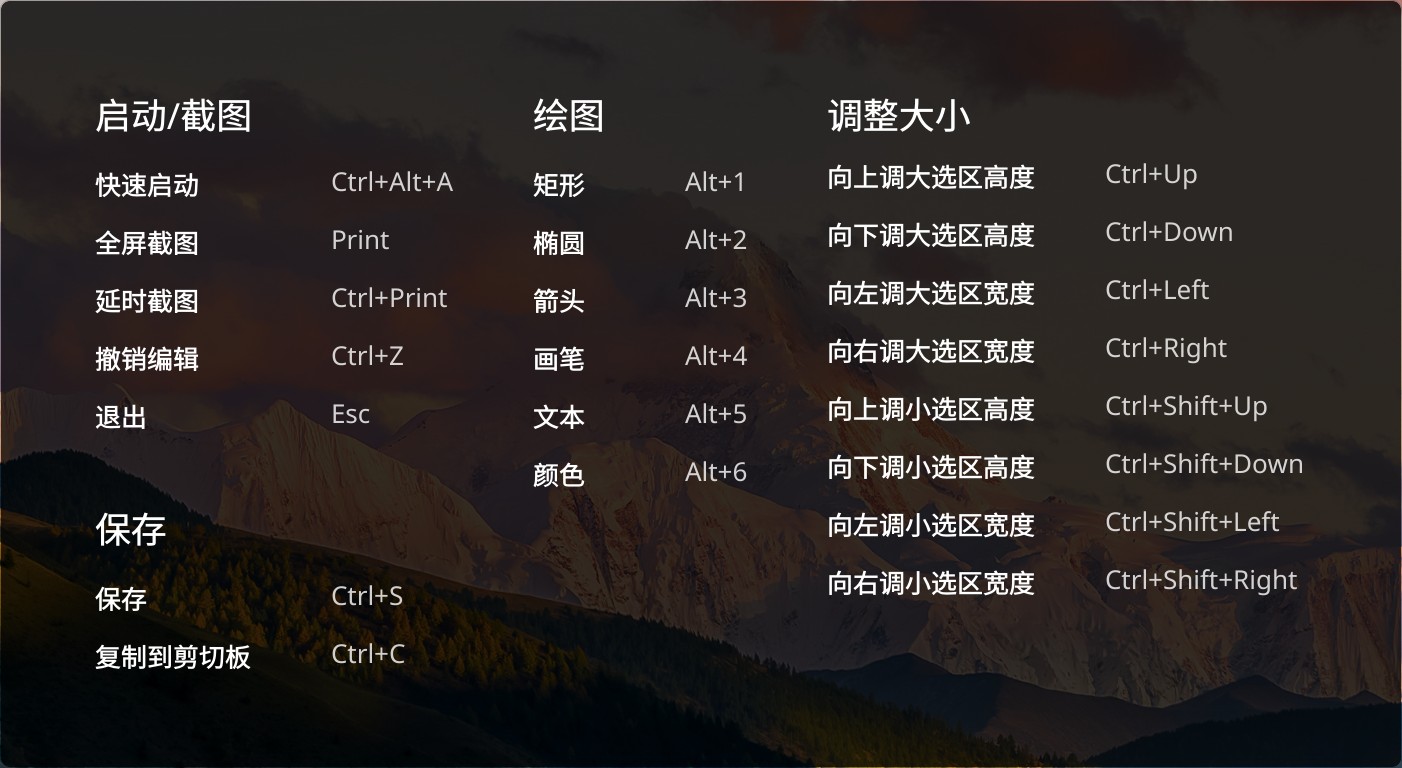 启动/截图
快速启动 Ctrl+Alt+A
全屏截图 Print
延时截图 Ctrl+Print
撤销编辑 Ctrl+Z
退出 Esc
保存
保存 Ctrl+S
复制到剪切板 Ctrl+C
绘图
矩形 Alt+1
椭圆 Alt+2
箭头 Alt+3
画笔 Alt+4
文本 Alt+5
颜色 Alt+6
调整大小
向上调大选区高度 Ctrl+Up
向下调大选区高度 Ctrl+Down
向左调大选区宽度 Ctrl+Left
向右调大选区宽度 Ctrl+Right
向上调小选区高度 Ctrl+Shift+Up
向下调小选区高度 Ctrl+Shift+Down
向左调小选区宽度 Ctrl+Shift+Left
向右调小选区宽度 Ctrl+Shift+Right